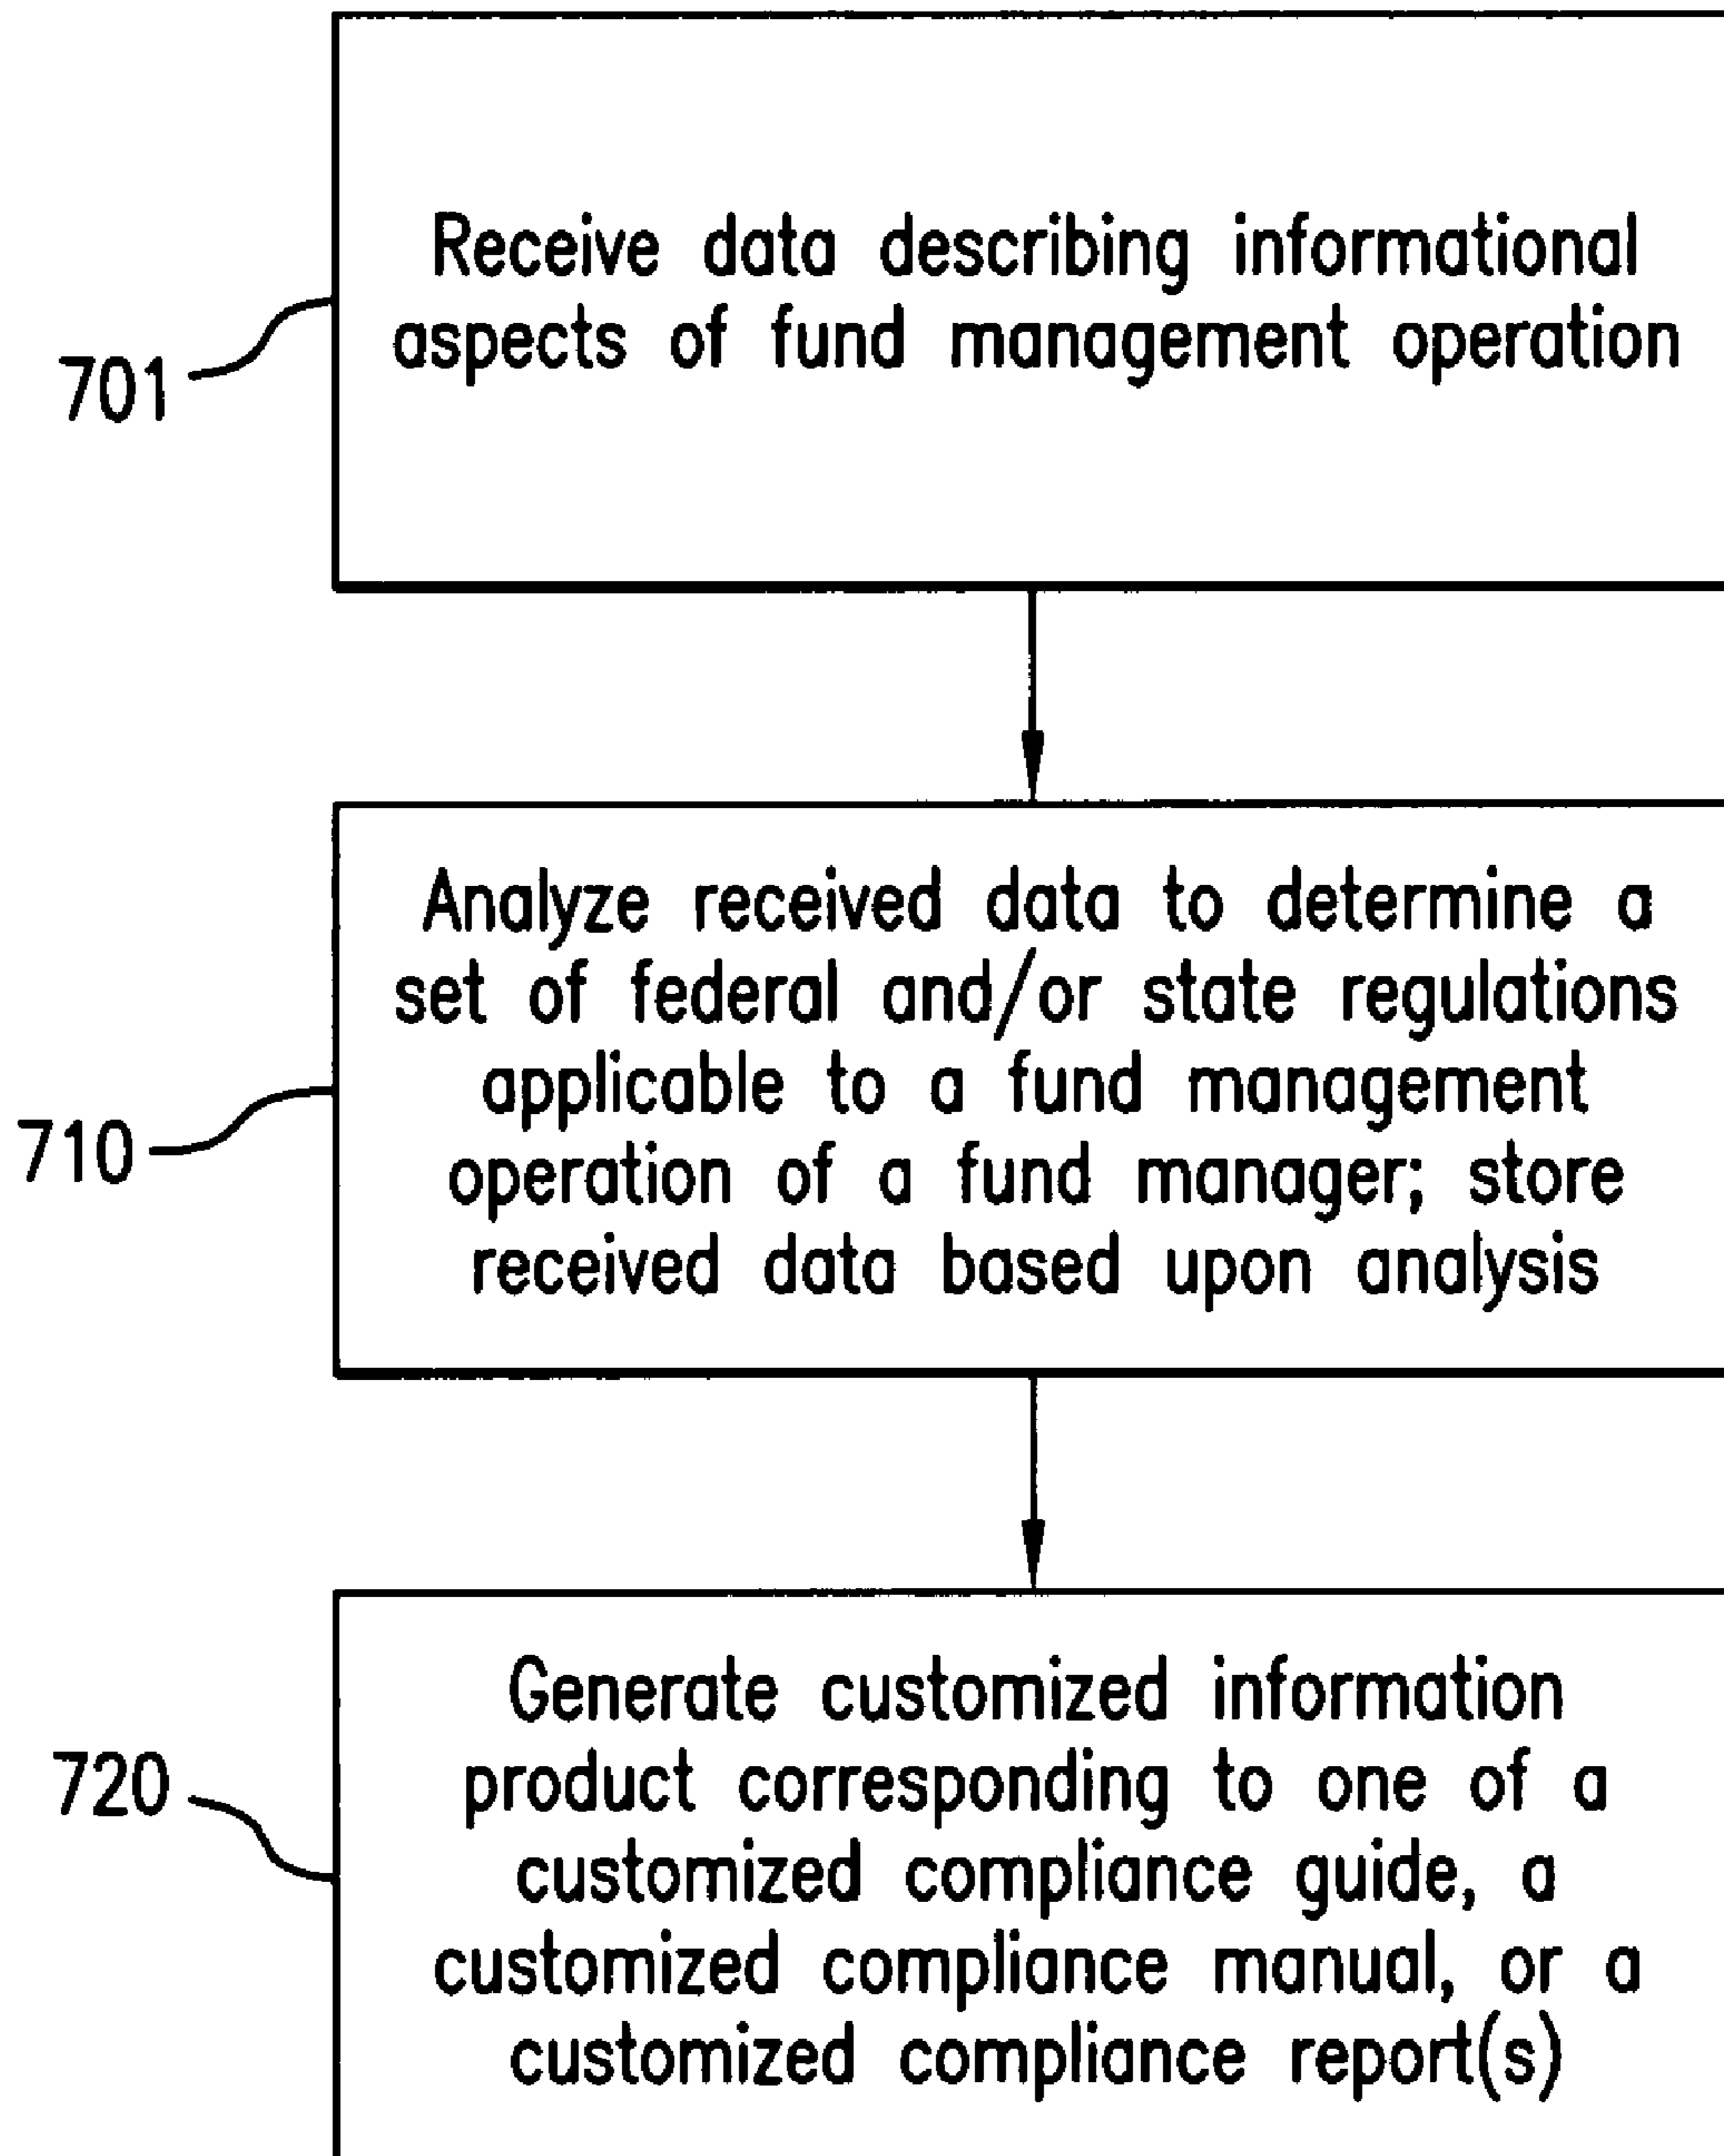 Receive data describing informational
aspects of fund management operation
701
Analyze received data to determine a
set of federal and/or state regulations
applicable to a fund management
operation of a fund manager; store
received data based upon analysis
710
Generate customized information
product corresponding to one of a
customized compliance guide, a
customized compliance manual, or a
customized compliance report(s)
720